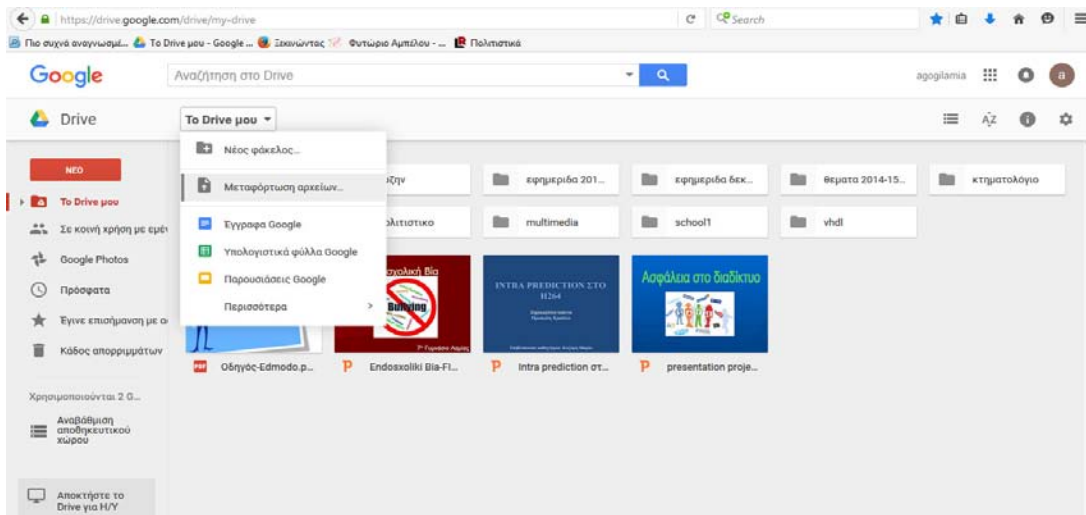 https://drive.google.com/drive/my-drive
Search
Πιο συχνά αναγνωσμέ... Το Drive μου - Google ... Ξεκινώντας Φυτώριο Αμπέλου - ... Πολιτιστικά
Google
Αναζήτηση στο Drive
agogilamia
a
Drive
Το Drive μου
AZ
ΝΕΟ
Το Drive μου
Σε κοινή χρήση με εμέν
Google Photos
Πρόσφατα
Έγινε επισήμανση με α
Κάδος απορριμμάτων
Χρησιμοποιούνται 2 G...
Αναβάθμιση
αποθηκευτικού
χώρου
Αποκτήστε το
Drive για Η/Υ
Νέος φάκελος...
Μεταφόρτωση αρχείων...
Έγγραφα Google
Υπολογιστικά φύλλα Google
Παρουσιάσεις Google
Περισσότερα
εφημεριδα 201...
εφημεριδα δεκ...
θεματα 2014-15...
κτηματολόγιο
multimedia
school1
vhdl
Bullying
INTRA PREDICTION ΣΤΟ
H264
Ασφάλεια στο διαδίκτυο
PDF Οδηγός-Edmodo.p...
P Endosxoliki Bia-Fl...
P Intra prediction στ...
P presentation proje...